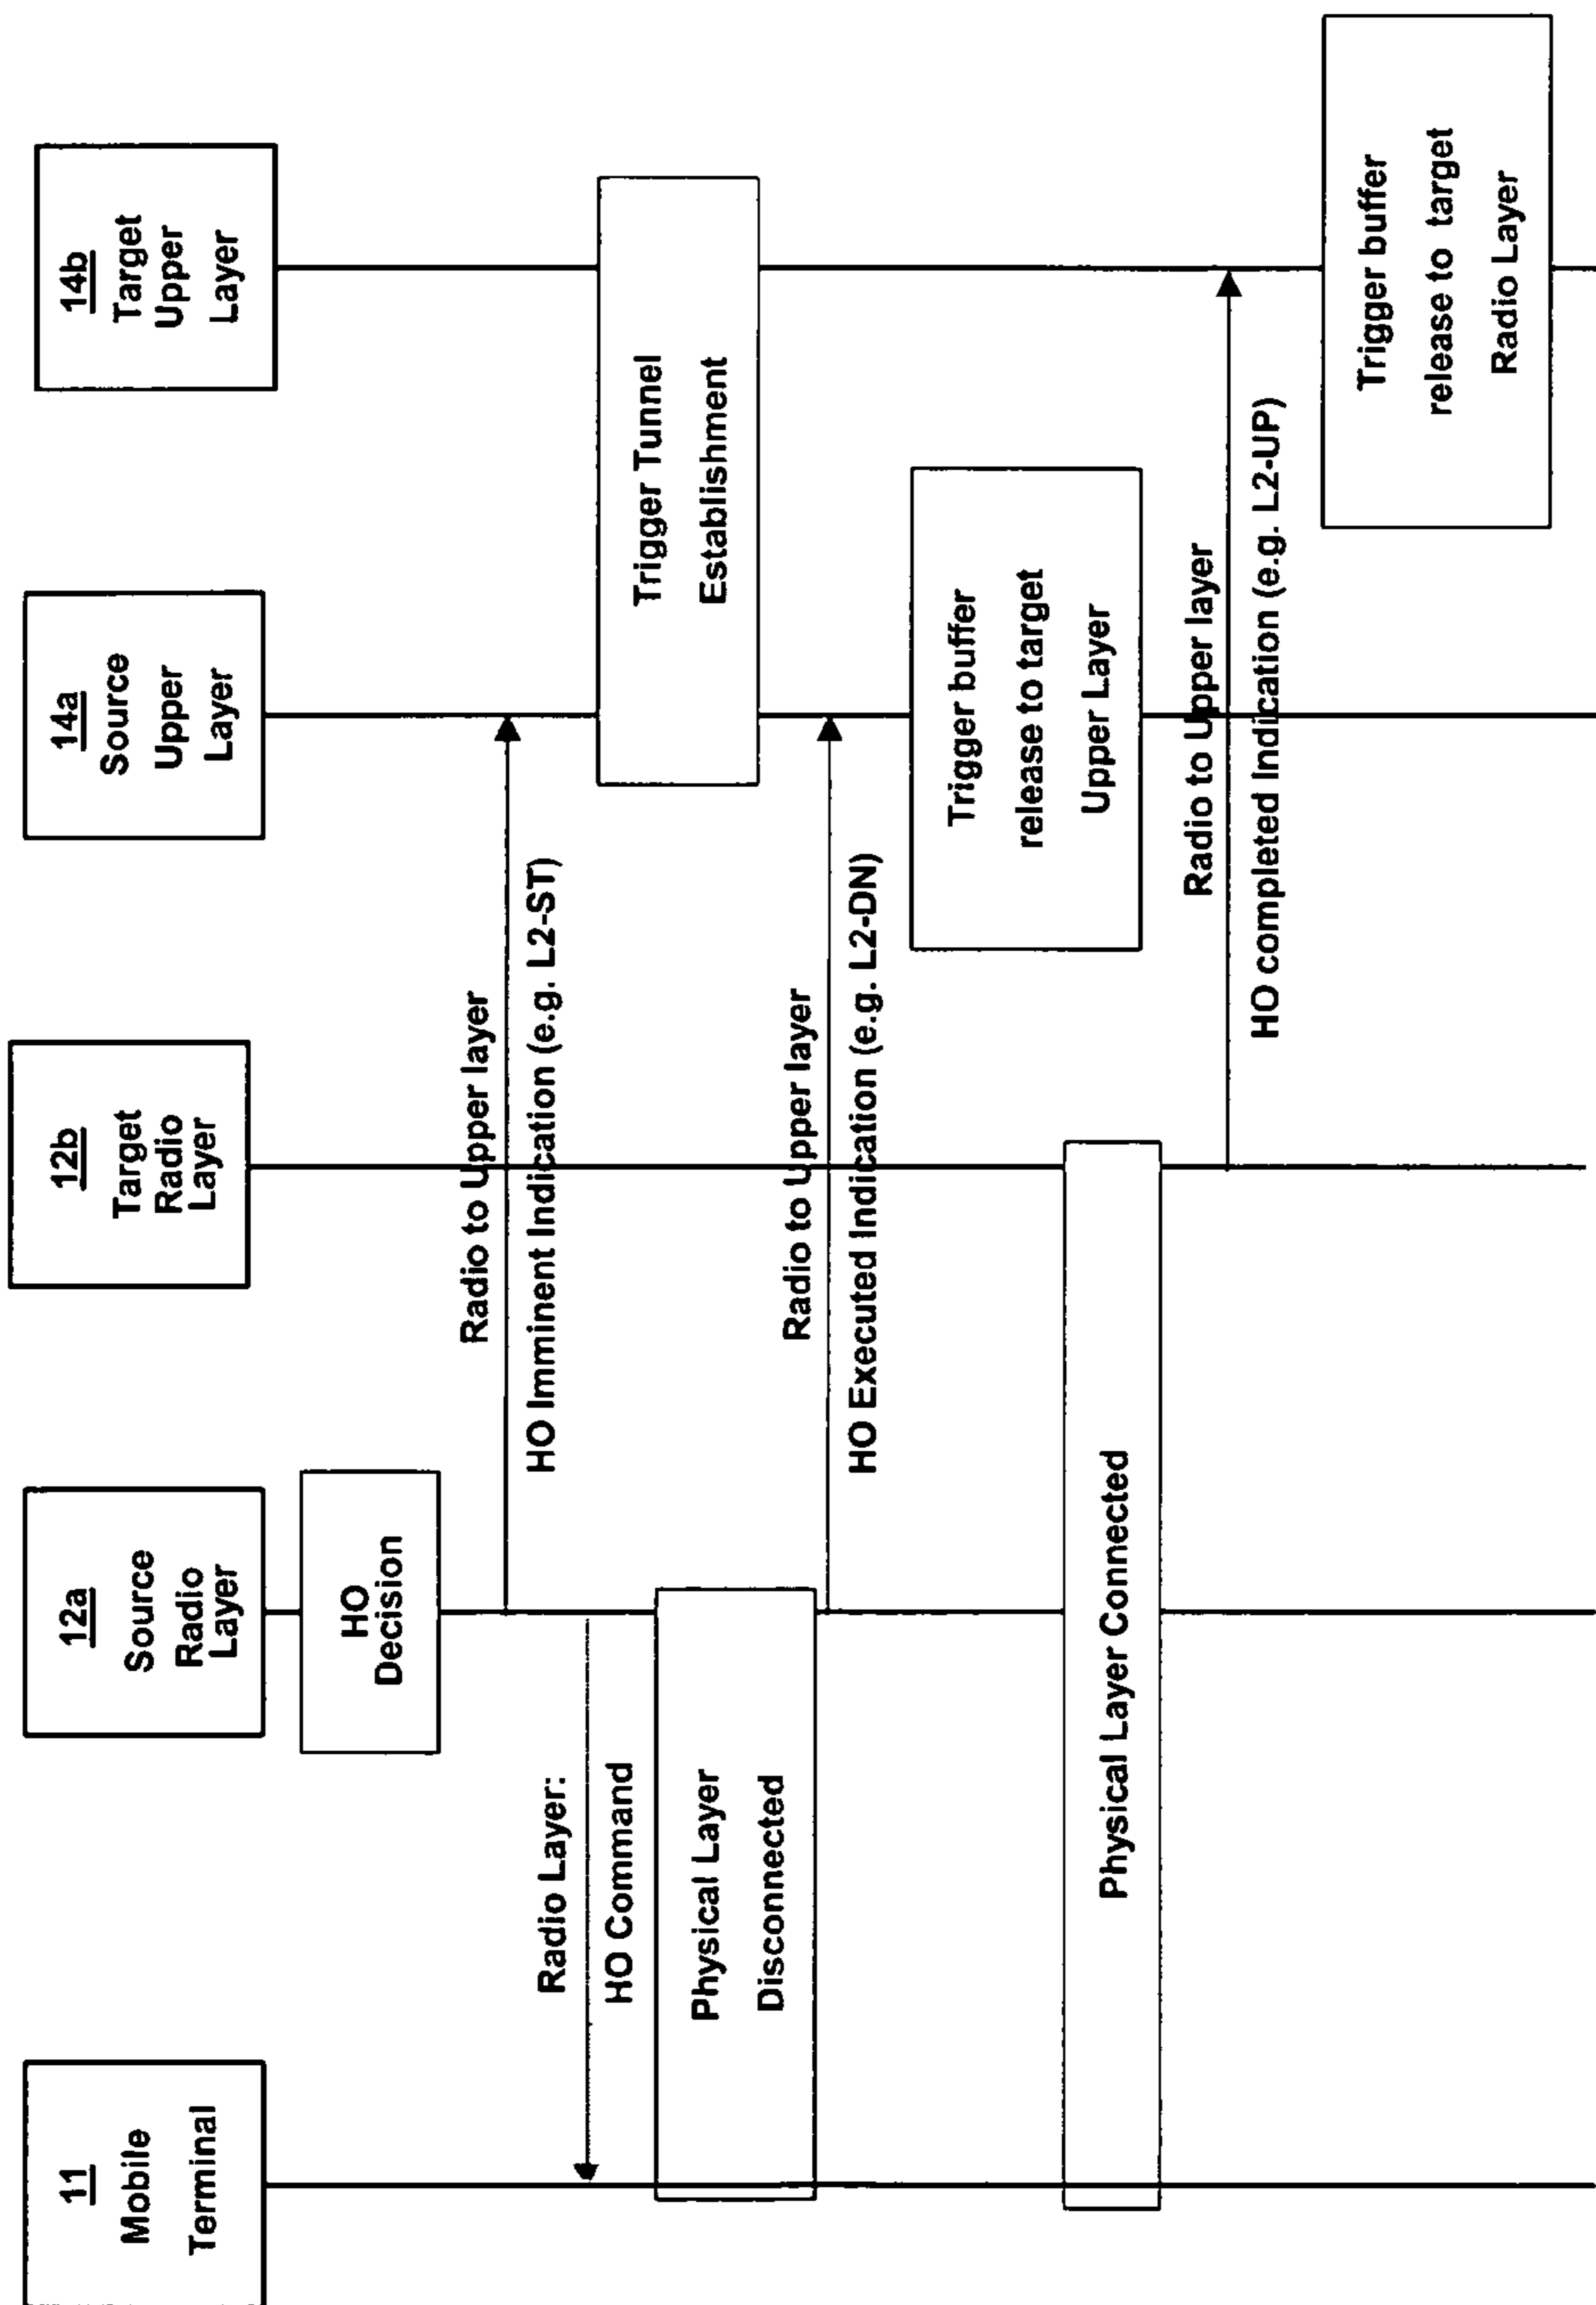 11
Mobile
Terminal
12a
Source
Radio
Layer
12b
Target
Radio
Layer
14a
Source
Upper
Layer
14b
Target
Upper
Layer
HO
Decision
Radio to Upper layer
HO Imminent Indication (e.g. L2-ST)
Radio Layer:
HO Command
Trigger Tunnel
Establishment
Physical Layer
Disconnected
Radio to Upper layer
HO Executed Indication (e.g. L2-DN)
Trigger buffer
release to target
Upper Layer
Physical Layer Connected
Radio to Upper layer
HO completed Indication (e.g. L2-UP)
Trigger buffer
release to target
Radio Layer